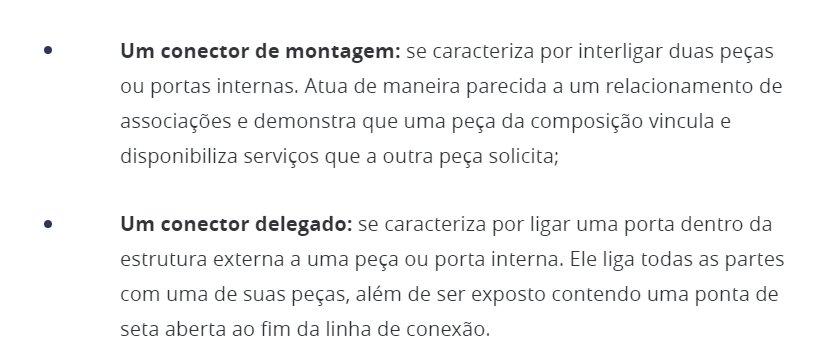 Um conector de montagem: se caracteriza por interligar duas peças
ou portas internas. Atua de maneira parecida a um relacionamento de
associações e demonstra que uma peça da composição vincula e
disponibiliza serviços que a outra peça solicita;
Um conector delegado: se caracteriza por ligar uma porta dentro da
estrutura externa a uma peça ou porta interna. Ele liga todas as partes
com uma de suas peças, além de ser exposto contendo uma ponta de
seta aberta ao fim da linha de conexão.